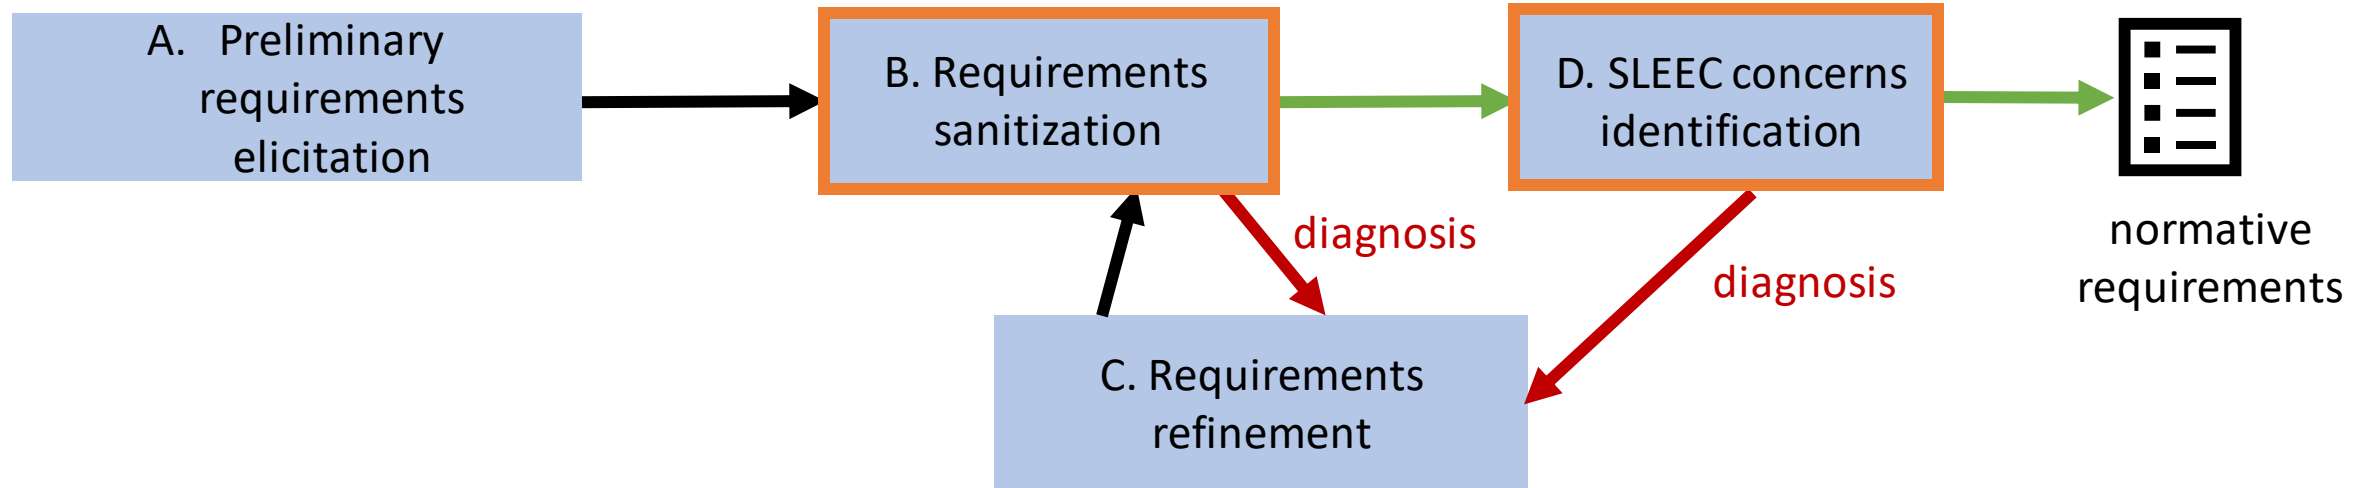 A. Preliminary
requirements
elicitation
B. Requirements
sanitization
D. SLEEC concerns
identification
normative
requirements
diagnosis
diagnosis
C. Requirements
refinement